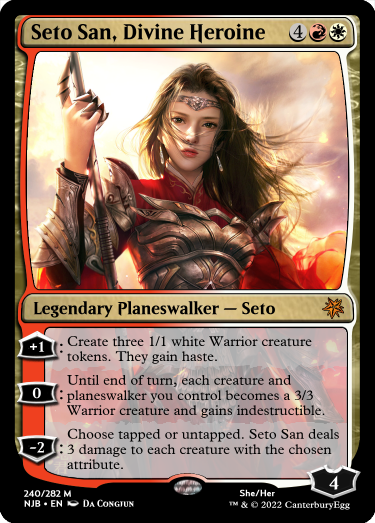 Seto San, Divine Heroine 4
Legendary Planeswalker — Seto
+1: Create three 1/1 white Warrior creature
tokens. They gain haste.
0: Until end of turn, each creature and
planeswalker you control becomes a 3/3
Warrior creature and gains indestructible.
-2: Choose tapped or untapped. Seto San deals
3 damage to each creature with the chosen
attribute.
4
240/282 M She/Her
NJB • EN Da Congjun ™ & © 2022 CanterburyEgg